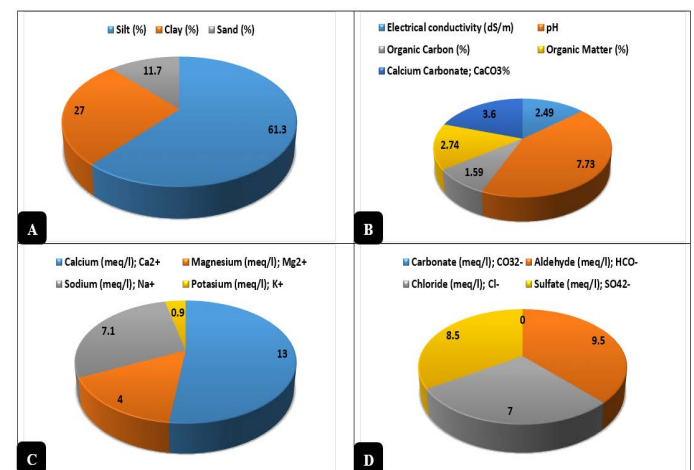 Silt (%) Clay (%) Sand (%)
11.7
27
61.3
A
Electrical conductivity (dS/m) pH
Organic Carbon (%) Organic Matter (%)
Calcium Carbonate; CaCO3%
3.6 2.49
2.74
1.59 7.73
B
Calcium (meq/l); Ca2+ Magnesium (meq/l); Mg2+
Sodium (meq/l); Na+ Potasium (meq/l); K+
0.9
7.1
13
4
C
Carbonate (meq/l); CO32- Aldehyde (meq/l); HCO-
Chloride (meq/l); Cl- Sulfate (meq/l); SO42-
0
8.5 9.5
7
D